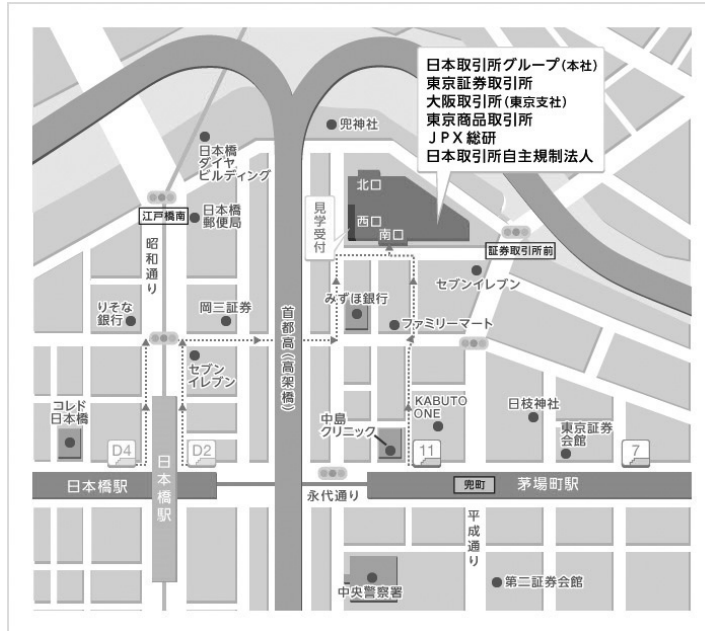 日本取引所グループ(本社)
東京証券取引所
大阪取引所(東京支社)
東京商品取引所
JPX総研
日本取引所自主規制法人
兜神社
日本橋
ダイヤ
ビルディング
北口
見学受付
西口
南口
江戸橋南
日本橋
郵便局
証券取引所前
昭和通り
セブンイレブン
みずほ銀行
りそな
銀行
岡三証券
首都高(高架橋)
ファミリーマート
セブン
イレブン
コレド
日本橋
KABUTO
ONE
日枝神社
中島
クリニック
東京証券
会館
D4
D2
11
7
日本橋駅
日本橋駅
永代通り
兜町
茅場町駅
平成通り
中央警察署
第二証券会館